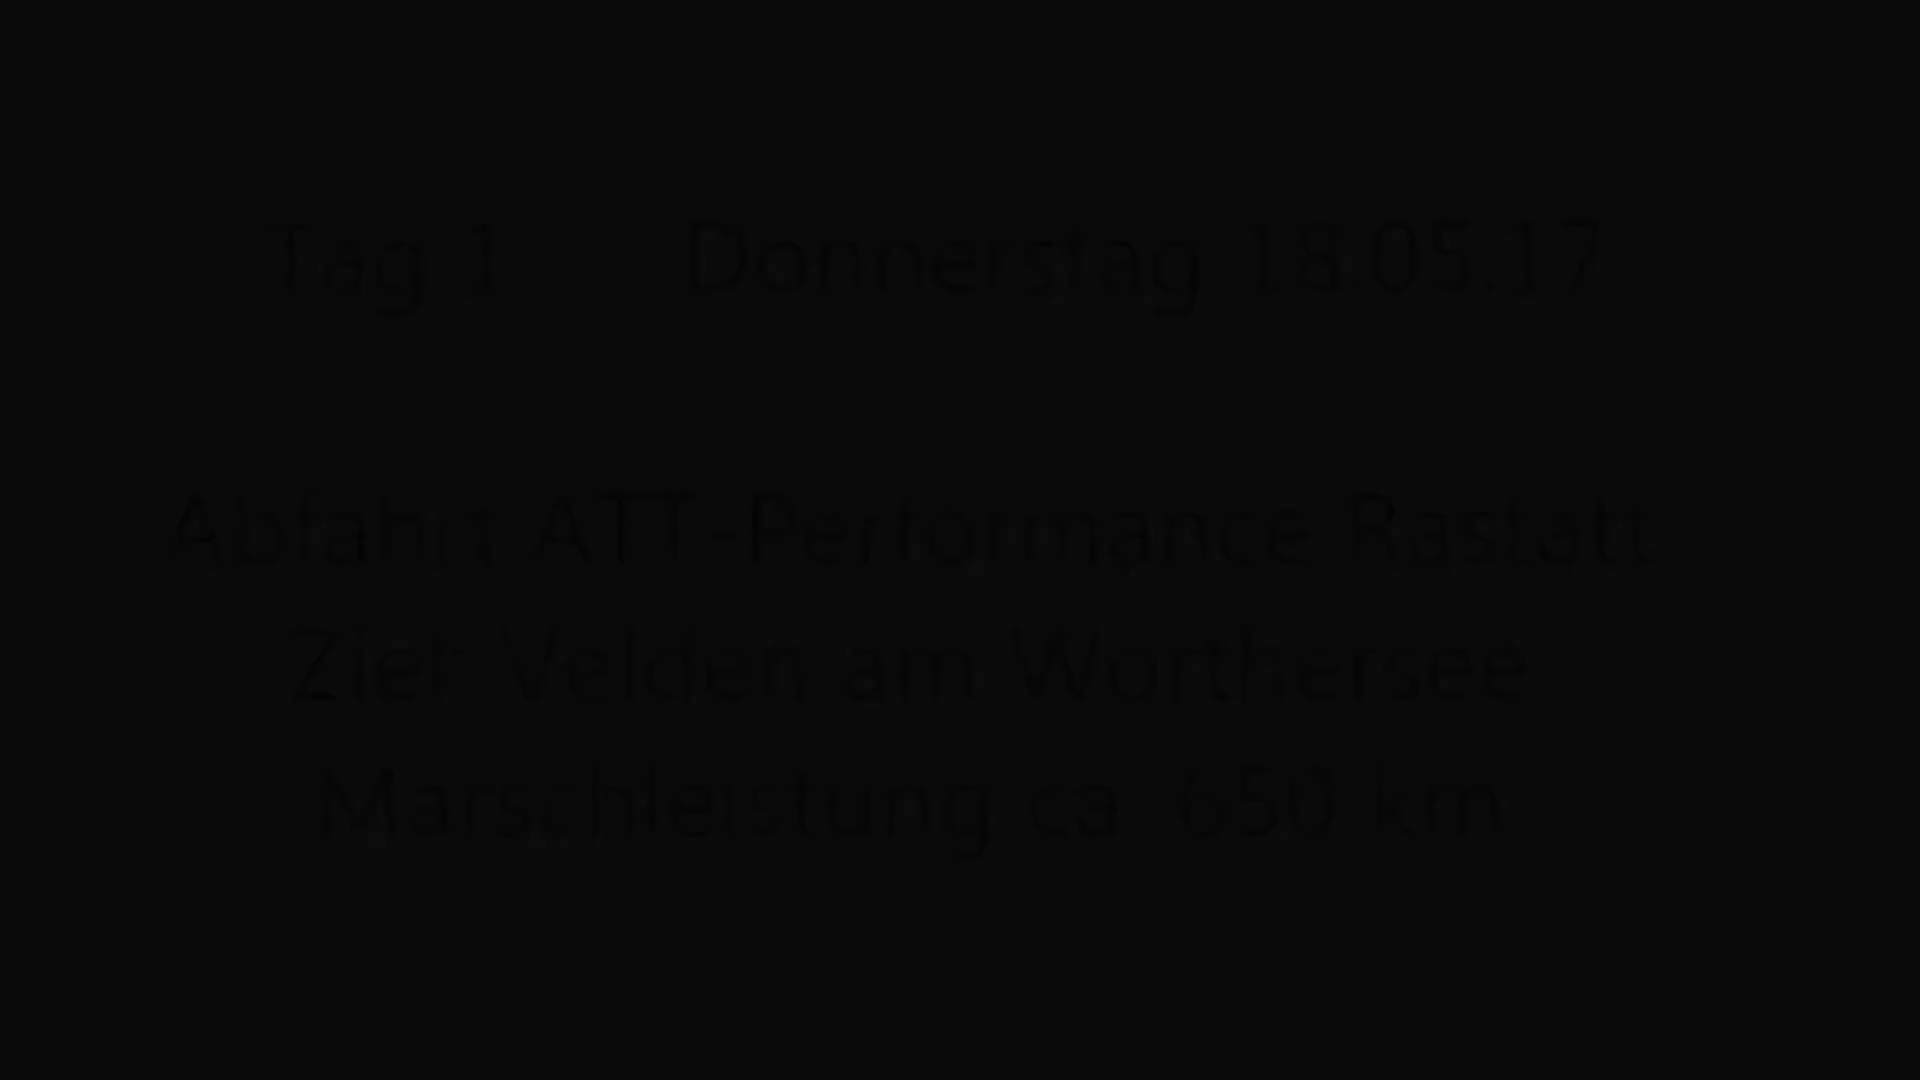 Tag 1 Donnerstag 18.05.17
Abfahrt ATT-Performance Rastatt
Ziel: Velden am Wörthersee
Marschleistung ca. 650 km